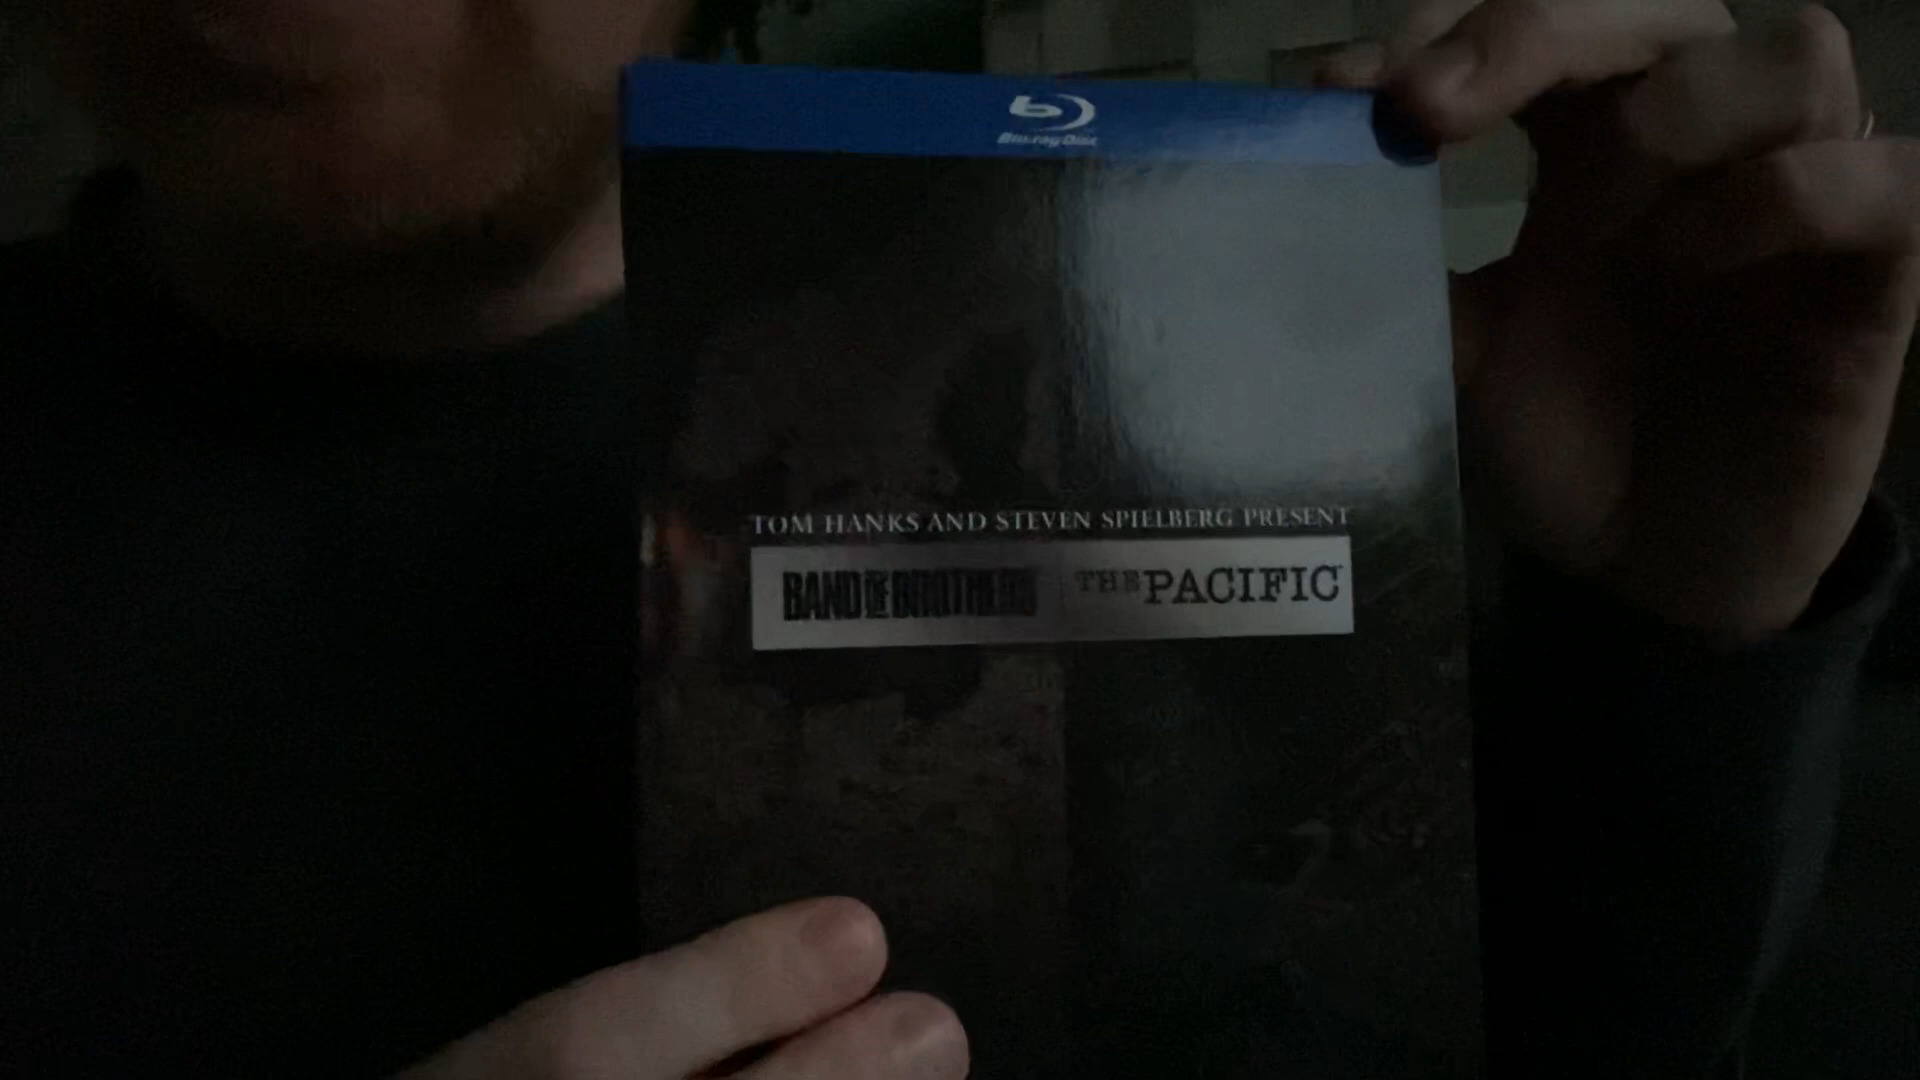 Blu-ray Disc
TOM HANKS AND STEVEN SPIELBERG PRESENT
BAND OF BROTHERS THE PACIFIC